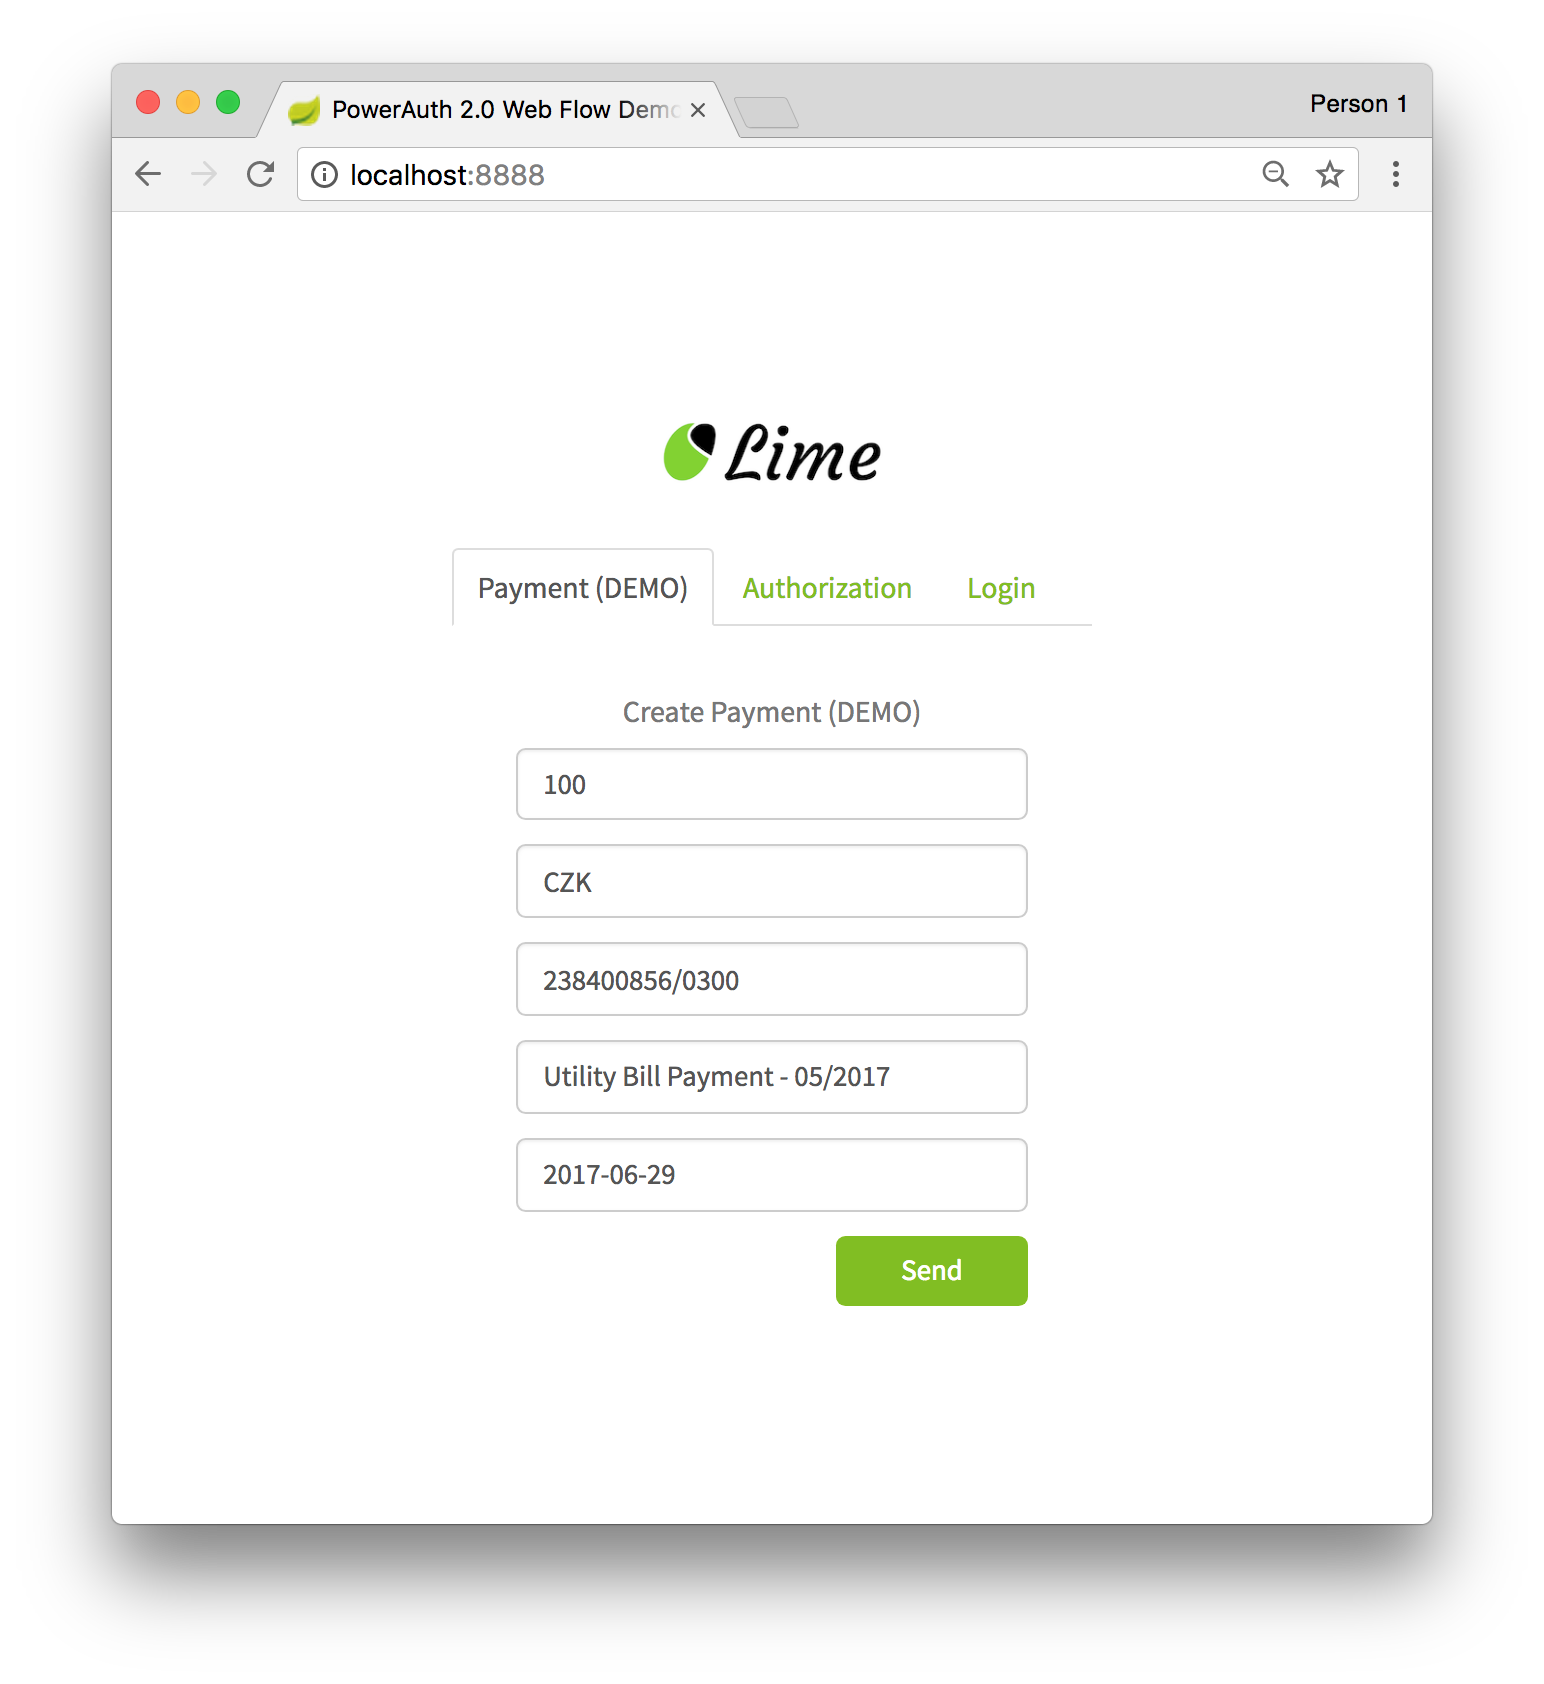 PowerAuth 2.0 Web Flow Demo
Person 1
localhost:8888
Lime
Payment (DEMO)
Authorization
Login
Create Payment (DEMO)
100
CZK
238400856/0300
Utility Bill Payment - 05/2017
2017-06-29
Send